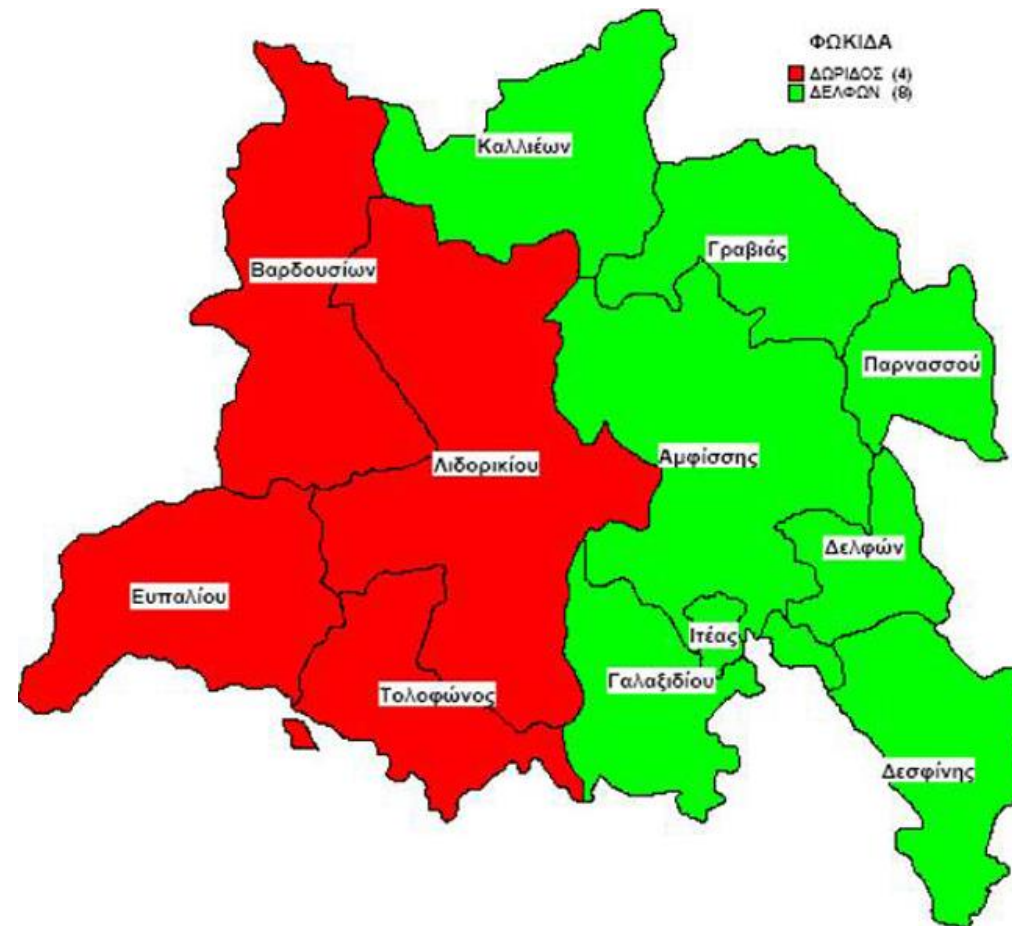 ΦΩΚΙΔΑ
ΔΩΡΙΔΟΣ (4)
ΔΕΛΦΩΝ (8)
Καλλιέων
Γραβιάς
Βαρδουσίων
Παρνασσού
Λιδορικίου
Αμφίσσης
Δελφών
Ευπαλίου
Ιτέας
Γαλαξιδίου
Τολοφώνος
Δεσφίνης